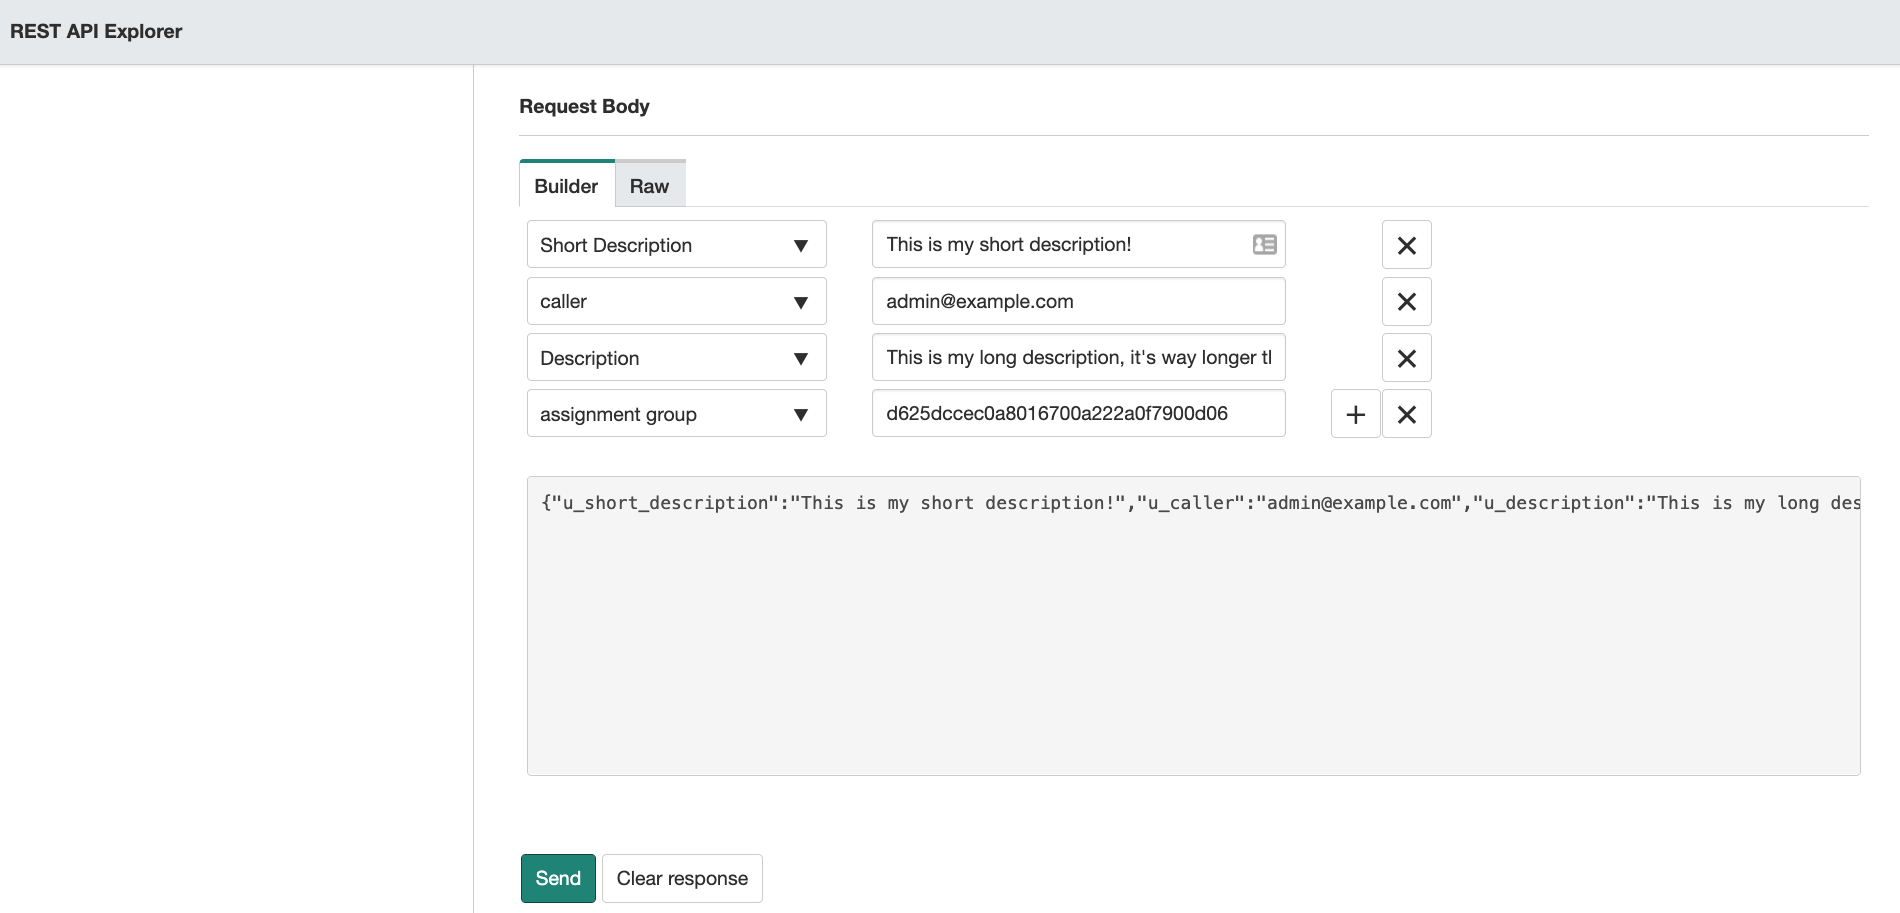 REST API Explorer
Request Body
Builder Raw
Short Description This is my short description!
caller admin@example.com
Description This is my long description, it's way longer
assignment group d625dccec0a8016700a222a0f7900d06
{"u_short_description":"This is my short description!","u_caller":"admin@example.com","u_description":"This is my long des
Send Clear response